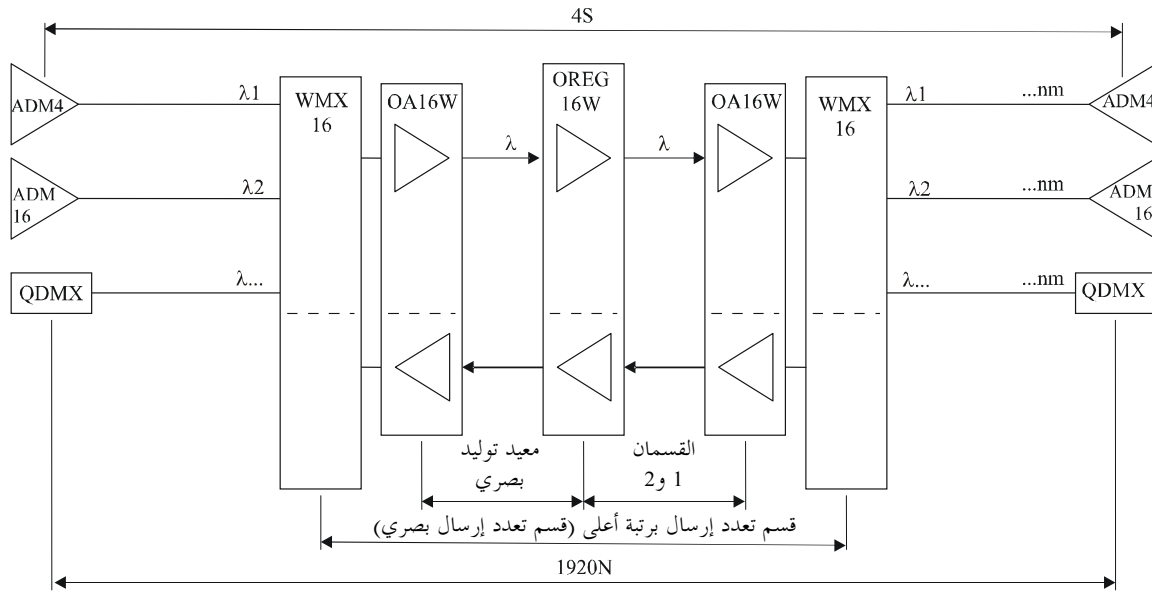 4S
ADM4
λ1
WMX
16
OA16W
OREG
16W
OA16W
WMX
16
λ1
...nm
ADM4
λ
λ
ADM
16
λ2
λ2
...nm
ADM
16
QDMX
λ...
λ...
...nm
QDMX
معيد توليد
بصري
القسمان
1 و2
قسم تعدد إرسال برتبة أعلى (قسم تعدد إرسال بصري)
1920N